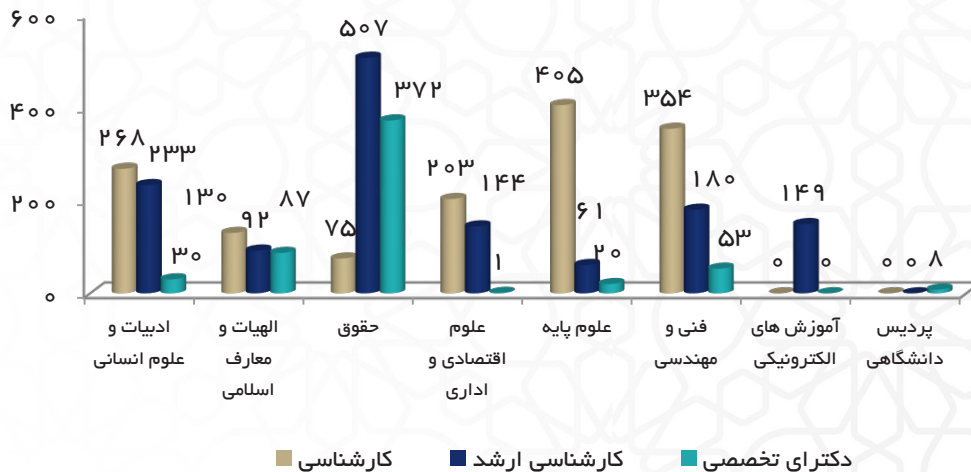 ۶۰۰
۴۰۰
۲۰۰
۰
۲۶۸ ۲۳۳ ۳۰
۱۳۰ ۹۲ ۸۷
۷۵ ۵۰۷ ۳۷۲
۲۰۳ ۱۴۴ ۱
۴۰۵ ۶۱ ۲۰
۳۵۴ ۱۸۰ ۵۳
۰ ۱۴۹ ۰
۰ ۰ ۸
ادبیات و
علوم انسانی
الهیات و
معارف
اسلامی
حقوق
علوم
اقتصادی و
اداری
علوم پایه
فنی و
مهندسی
آموزش های
الکترونیکی
پردیس
دانشگاهی
کارشناسی
کارشناسی ارشد
دکترای تخصصی